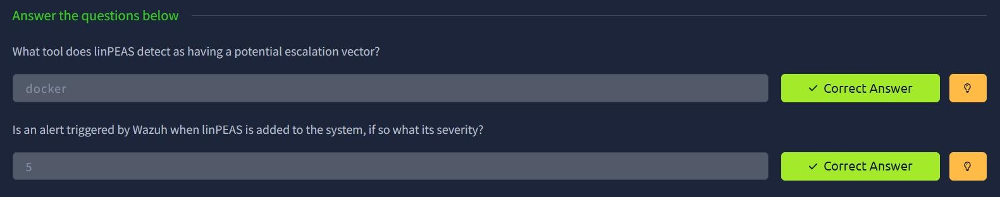 Answer the questions below
What tool does linPEAS detect as having a potential escalation vector?
docker
Correct Answer
Is an alert triggered by Wazuh when linPEAS is added to the system, if so what its severity?
5
Correct Answer